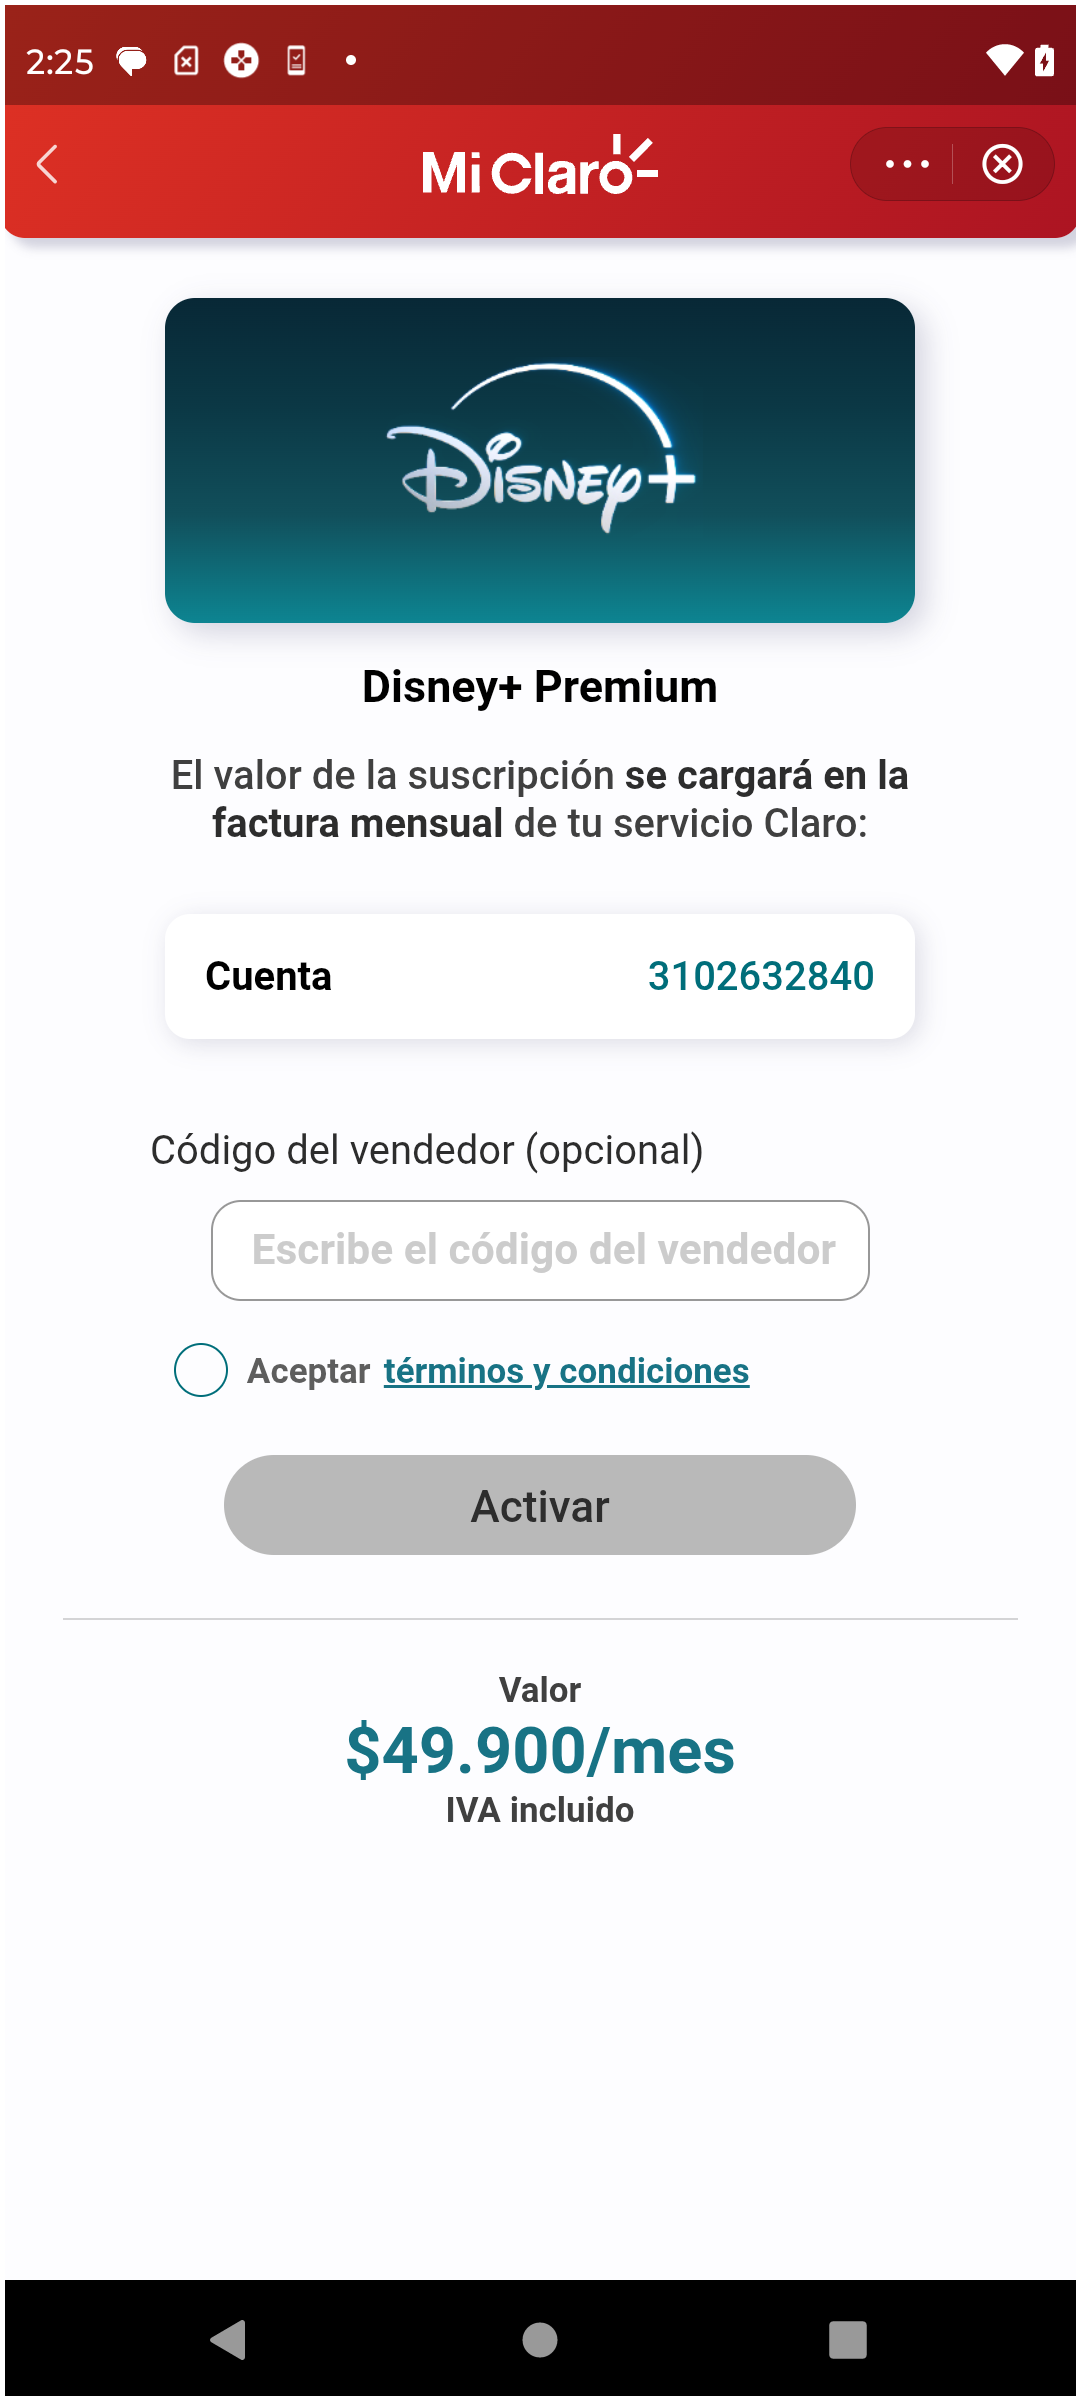 2:25
Mi Claro
Disney+
Disney+ Premium
El valor de la suscripción se cargará en la
factura mensual de tu servicio Claro:
Cuenta 3102632840
Código del vendedor (opcional)
Escribe el código del vendedor
Aceptar términos y condiciones
Activar
Valor
$49.900/mes
IVA incluido